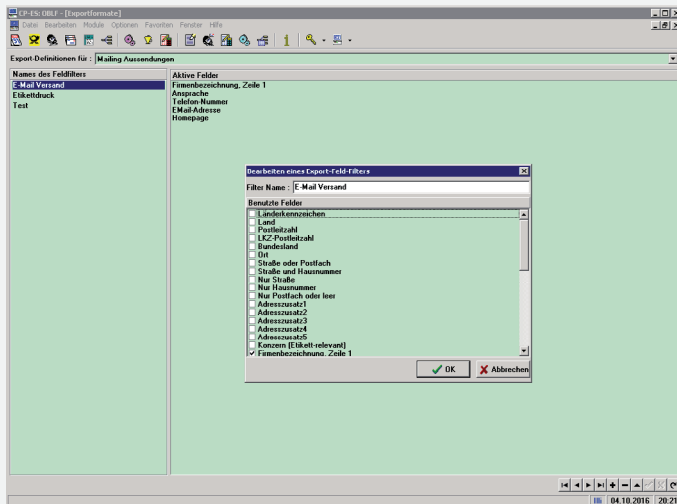 CP-ES: OBLF - [Exportformate]
Datei Bearbeiten Module Optionen Favoriten Fenster Hilfe
Export-Definitionen für : Mailing Aussendungen
Names des Feldfilters
E-Mail Versand
Etikettdruck
Test
Aktive Felder
Firmenbezeichnung, Zeile 1
Ansprache
Telefon-Nummer
EMail-Adresse
Homepage
Bearbeiten eines Export-Feld-Filters
Filter Name : E-Mail Versand
Benutzte Felder
Länderkennzeichen
Land
Postleitzahl
LKZ-Postleitzahl
Bundesland
Ort
Straße oder Postfach
Straße und Hausnummer
Nur Straße
Nur Hausnummer
Nur Postfach oder leer
Adresszusatz1
Adresszusatz2
Adresszusatz3
Adresszusatz4
Adresszusatz5
Konzern (Etikett-relevant)
Firmenbezeichnung, Zeile 1
OK Abbrechen
04.10.2016 20:21